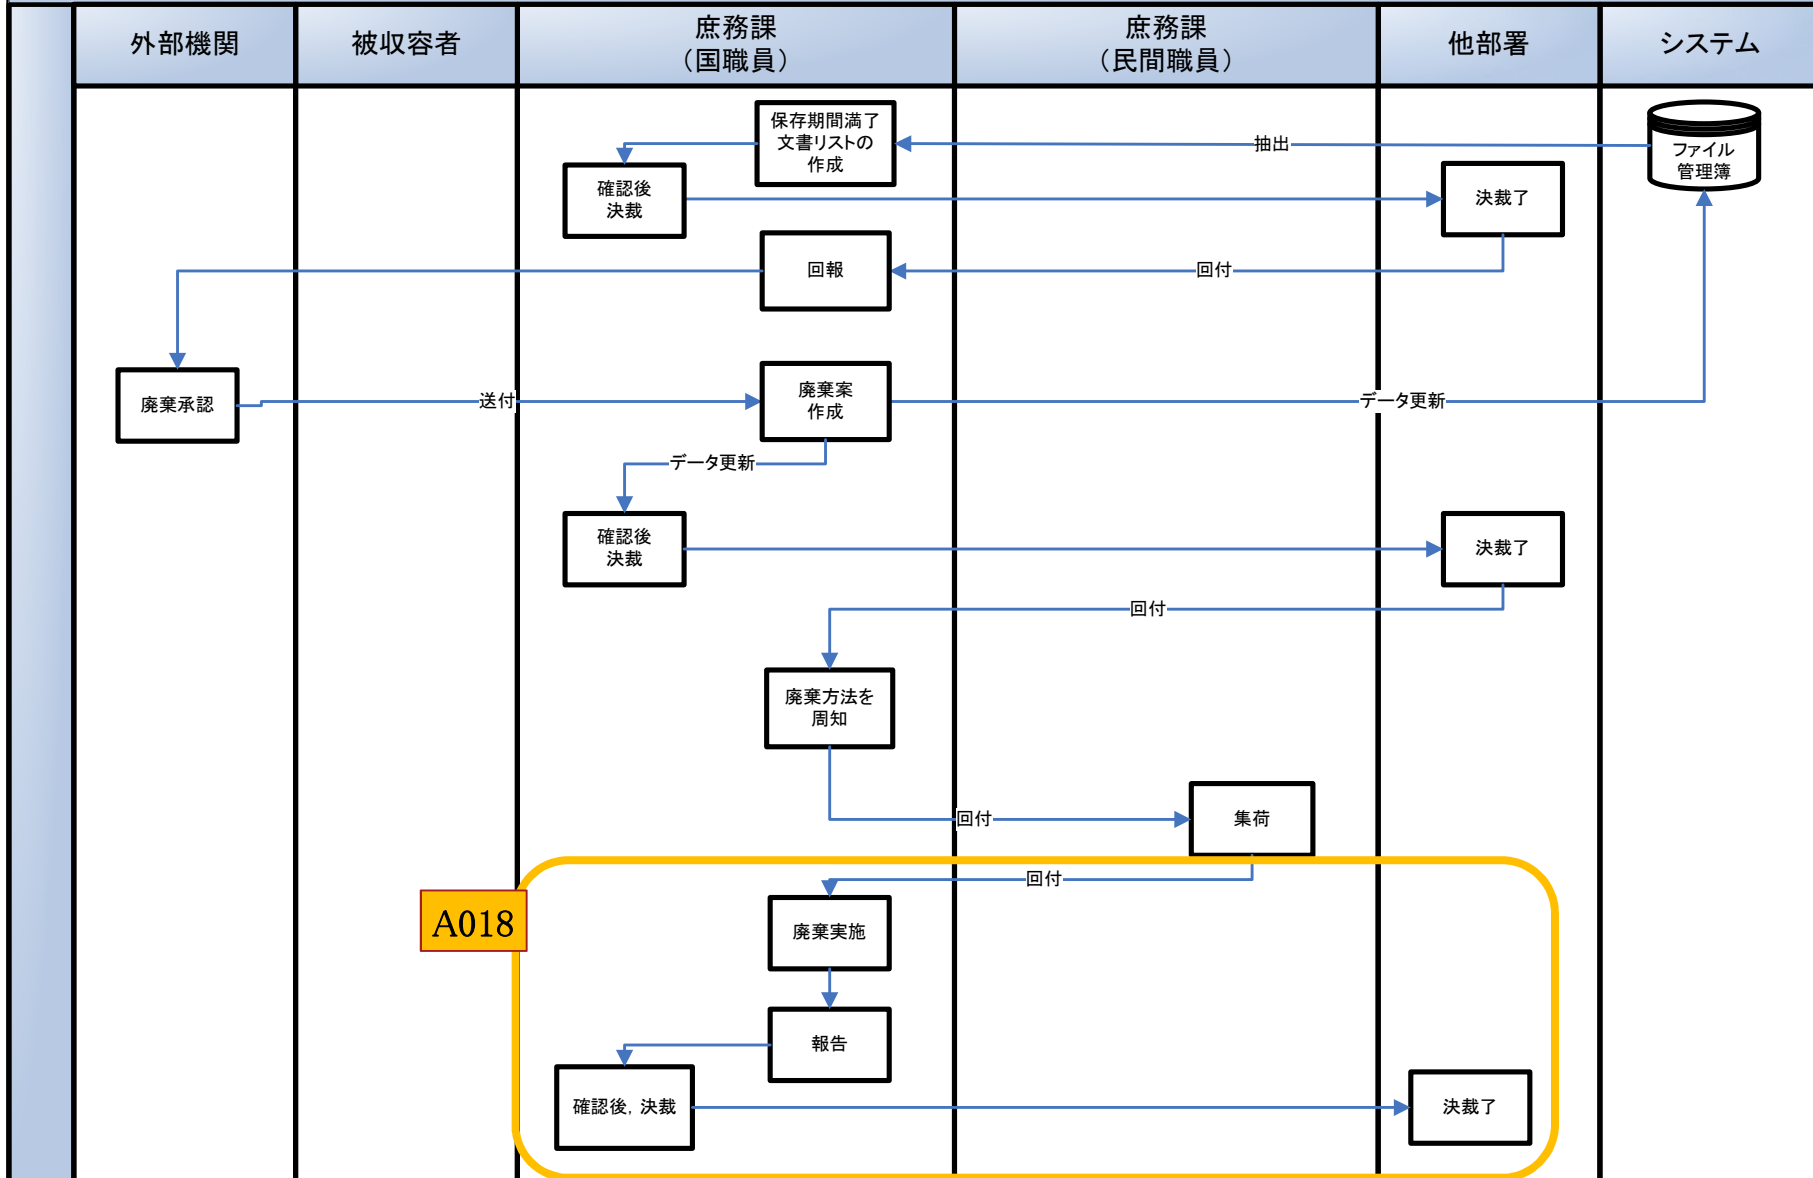 外部機関
被収容者
庶務課
（国職員）
庶務課
（民間職員）
他部署
システム
保存期間満了
文書リストの
作成
抽出
ファイル
管理簿
確認後
決裁
決裁了
回報
回付
廃棄承認
送付
廃棄案
作成
データ更新
データ更新
確認後
決裁
決裁了
回付
廃棄方法を
周知
回付
集荷
回付
A018
廃棄実施
報告
確認後，決裁
決裁了